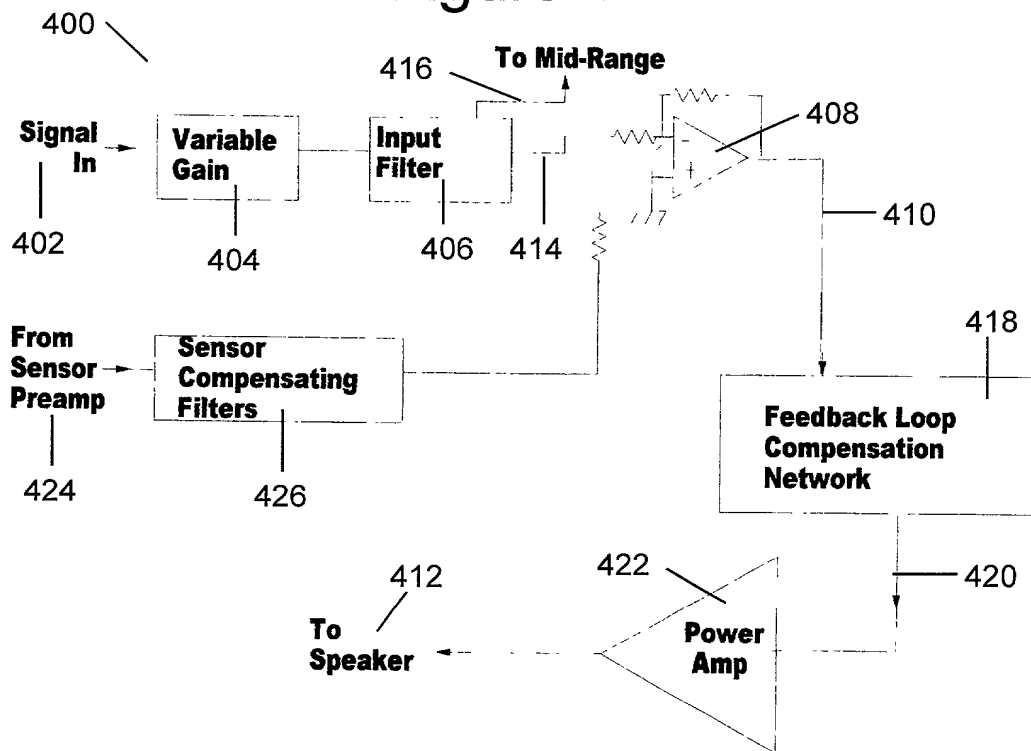 400
To Mid-Range
416
408
Signal
In
Variable
Gain
Input
Filter
-
+
402
404
406
414
410
From
Sensor
Preamp
Sensor
Compensating
Filters
418
Feedback Loop
Compensation
Network
424
426
412
422
420
To
Speaker
Power
Amp